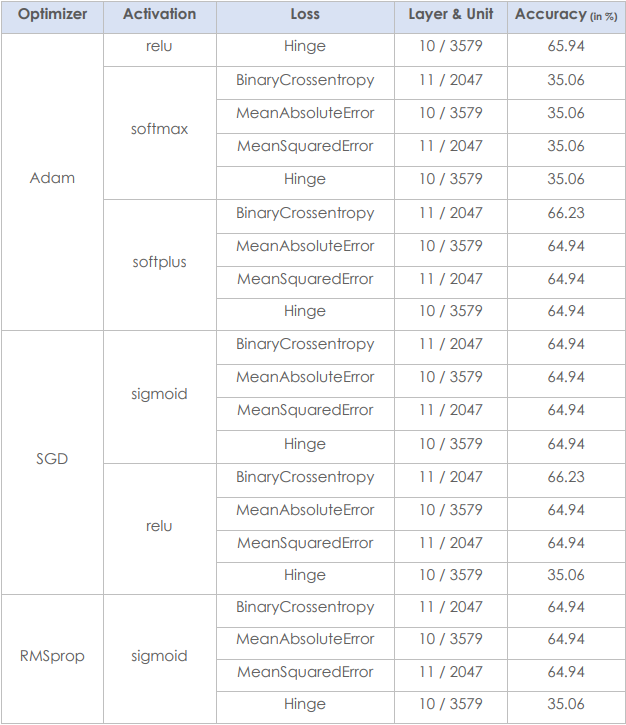 Optimizer Activation Loss Layer & Unit Accuracy (in %)
relu Hinge 10 / 3579 65.94
BinaryCrossentropy 11 / 2047 35.06
MeanAbsoluteError 10 / 3579 35.06
softmax
MeanSquaredError 11 / 2047 35.06
Adam
Hinge 10 / 3579 35.06
BinaryCrossentropy 11 / 2047 66.23
MeanAbsoluteError 10 / 3579 64.94
softplus
MeanSquaredError 11 / 2047 64.94
Hinge 10 / 3579 64.94
BinaryCrossentropy 11 / 2047 64.94
MeanAbsoluteError 10 / 3579 64.94
sigmoid
MeanSquaredError 11 / 2047 64.94
Hinge 10 / 3579 64.94
SGD
BinaryCrossentropy 11 / 2047 66.23
MeanAbsoluteError 10 / 3579 64.94
relu
MeanSquaredError 11 / 2047 64.94
Hinge 10 / 3579 35.06
BinaryCrossentropy 11 / 2047 64.94
MeanAbsoluteError 10 / 3579 64.94
RMSprop sigmoid
MeanSquaredError 11 / 2047 64.94
Hinge 10 / 3579 35.06